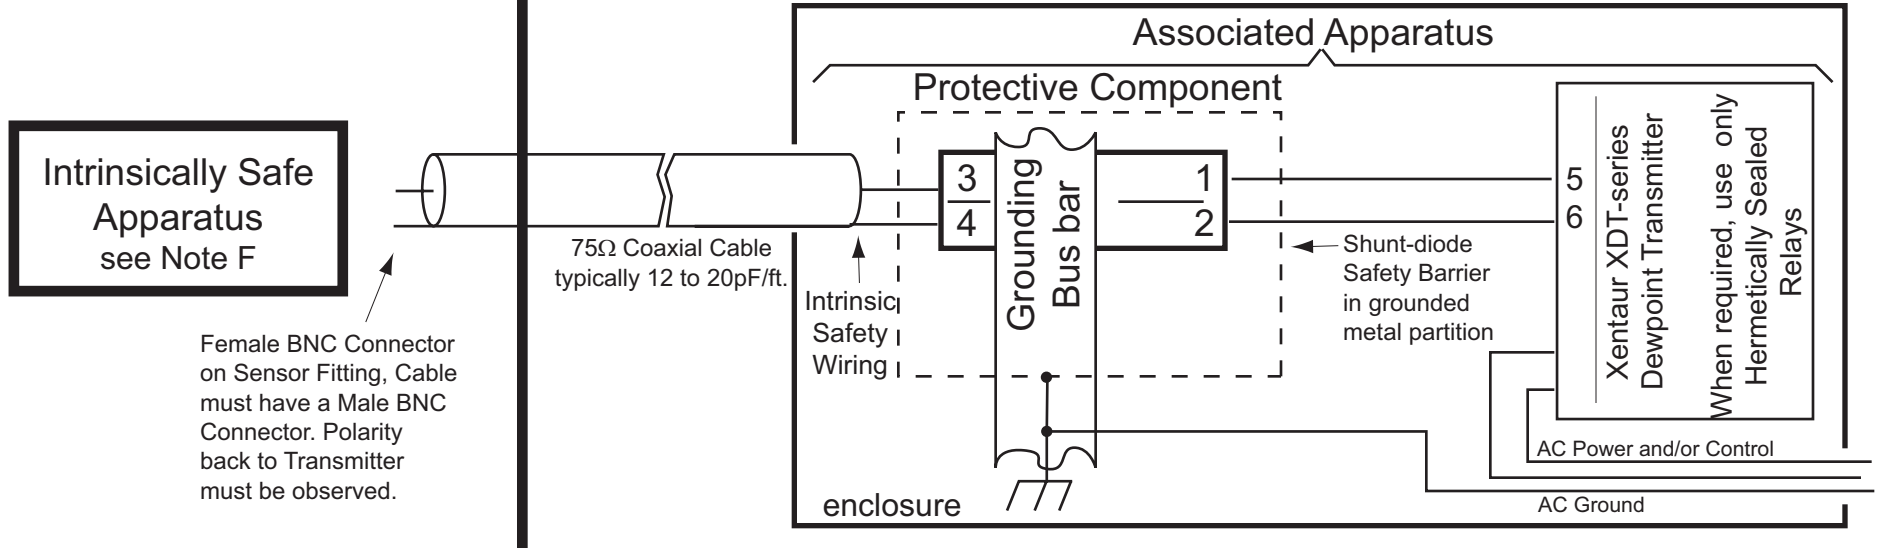 Associated Apparatus
Protective Component
Intrinsically Safe
Apparatus
see Note F
Female BNC Connector
on Sensor Fitting, Cable
must have a Male BNC
Connector. Polarity
back to Transmitter
must be observed.
75Ω Coaxial Cable
typically 12 to 20pF/ft.
Intrinsic
Safety
Wiring
3
4
Grounding
Bus bar
1
2
Shunt-diode
Safety Barrier
in grounded
metal partition
5
6
Xentaur XDT-series
Dewpoint Transmitter
When required, use only
Hermetically Sealed
Relays
AC Power and/or Control
AC Ground
enclosure